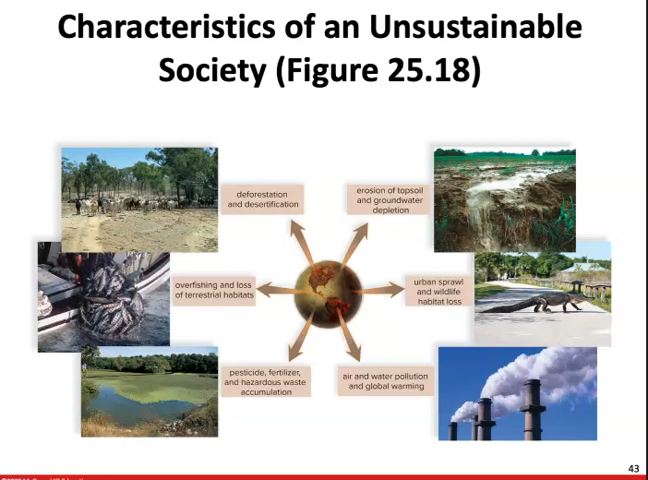 Characteristics of an Unsustainable
Society (Figure 25.18)
deforestation
and desertification
erosion of topsoil
and groundwater
depletion
overfishing and loss
of terrestrial habitats
urban sprawl
and wildlife
habitat loss
pesticide, fertilizer,
and hazardous waste
accumulation
air and water pollution
and global warming
43